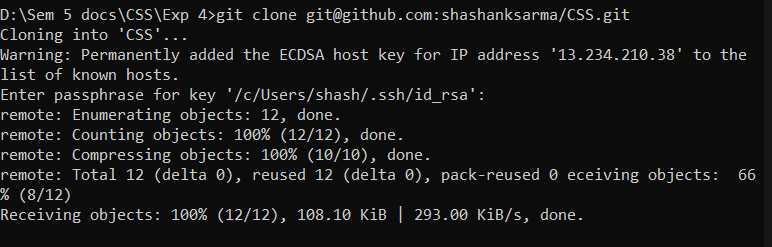 D:\Sem 5 docs\CSS\Exp 4>git clone git@github.com:shashanksarma/CSS.git
Cloning into 'CSS'...
Warning: Permanently added the ECDSA host key for IP address '13.234.210.38' to the
list of known hosts.
Enter passphrase for key '/c/Users/shash/.ssh/id_rsa':
remote: Enumerating objects: 12, done.
remote: Counting objects: 100% (12/12), done.
remote: Compressing objects: 100% (10/10), done.
remote: Total 12 (delta 0), reused 12 (delta 0), pack-reused 0 eceiving objects:  66
% (8/12)
Receiving objects: 100% (12/12), 108.10 KiB | 293.00 KiB/s, done.